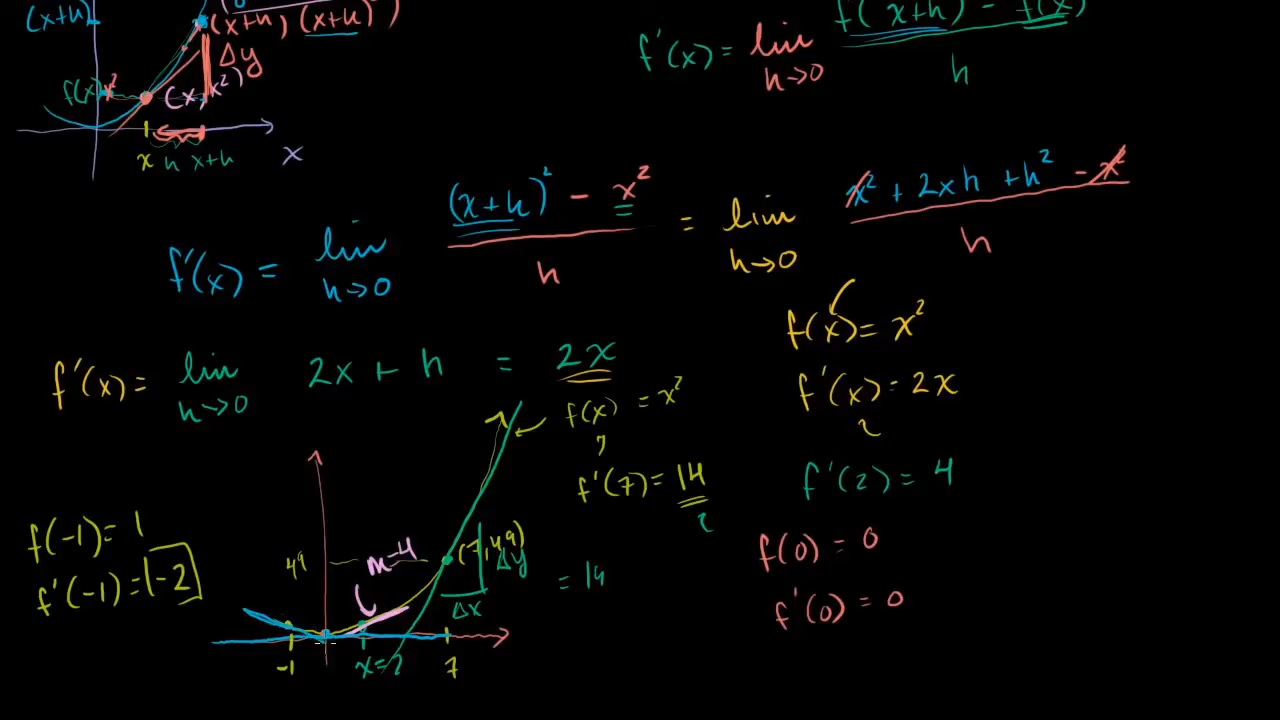 (x+h) (x+h, (x+h)²)
Δy
f(x) x² (x, x²)
x h x+h x
f'(x) = lim h→0 f(x+h) - f(x) / h
f'(x) = lim h→0 (x+h)² - x² / h = lim h→0 x² + 2xh + h² - x² / h
f(x) = x²
f'(x) = lim h→0 2x + h = 2x
f'(x) = 2x
2
f(x) = x²
7
f'(7) = 14
f'(2) = 4
f(-1) = 1
f'(-1) = -2
49 m=4 (7,49)
Δy
Δx
= 14
f(0) = 0
f'(0) = 0
-1 x=2 7